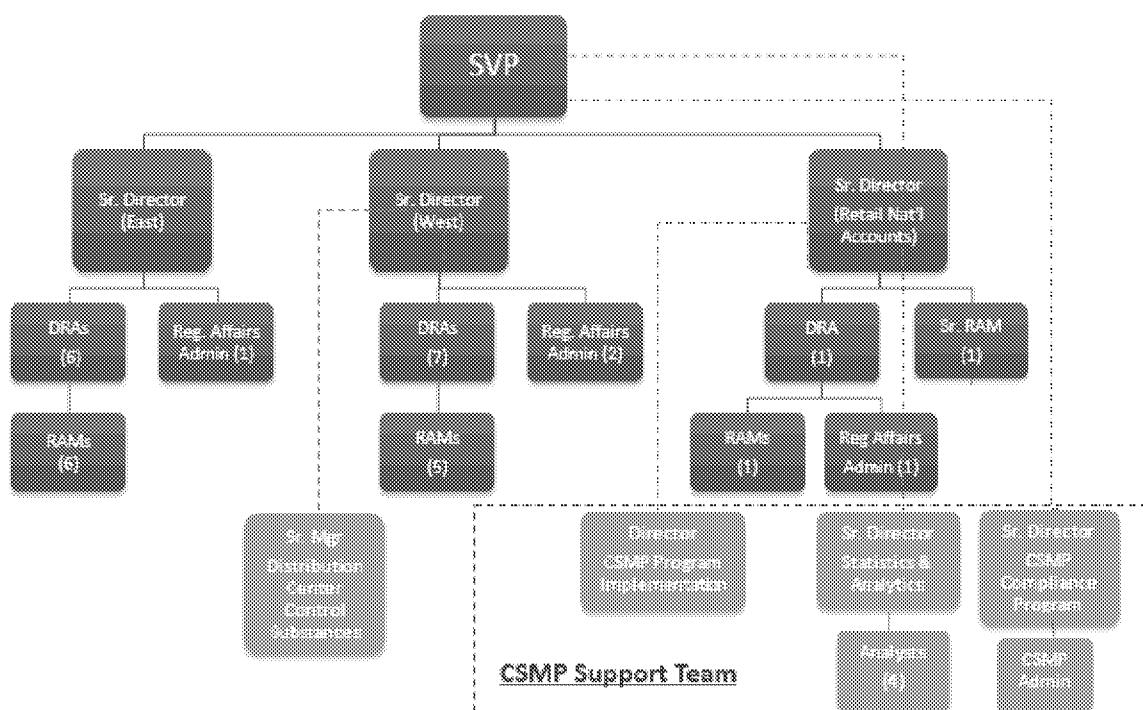 SVP
Sr. Director
(East)
Sr. Director
(West)
Sr. Director
(Retail Nat'l
Accounts)
DRAs
(6)
Reg. Affairs
Admin (1)
DRAs
(7)
Reg. Affairs
Admin (2)
DRA
(1)
Sr. RAM
(1)
RAMs
(6)
RAMs
(5)
RAMs
(1)
Reg Affairs
Admin (1)
Sr. Mgr
Distribution
Center
Control
Substances
Director
CSMP Program
Implementation
Sr. Director
Statistics &
Analytics
Sr. Director
CSMP
Compliance
Program
Analysts
(4)
CSMP
Admin
CSMP Support Team